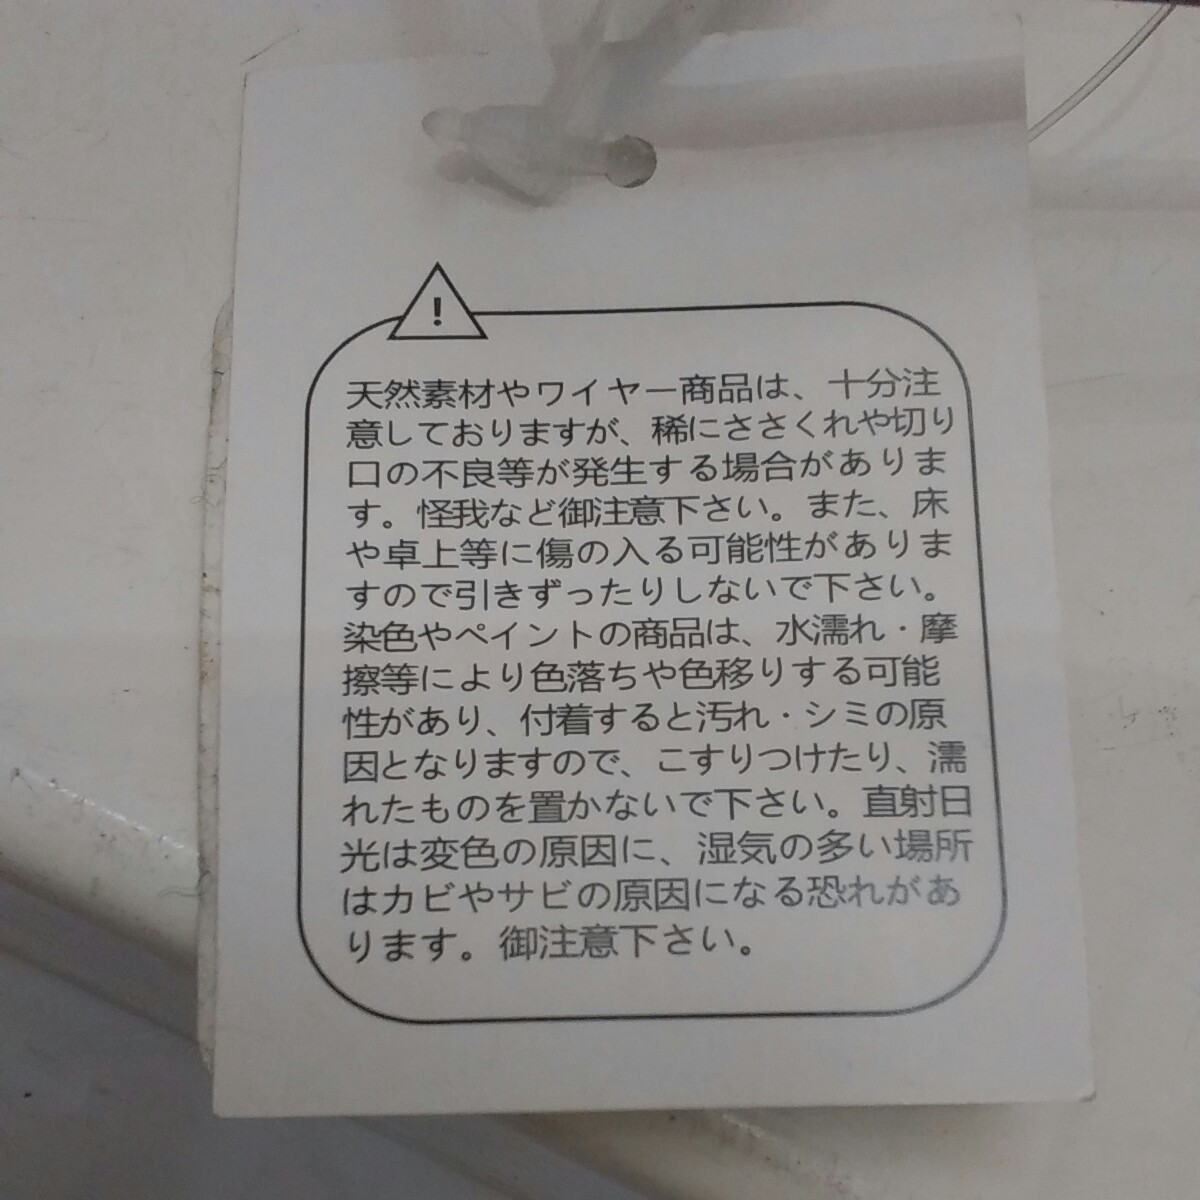 !
天然素材やワイヤー商品は、十分注
意しておりますが、稀にささくれや切り
口の不良等が発生する場合がありま
す。怪我など御注意下さい。また、床
や卓上等に傷の入る可能性がありま
すので引きずったりしないで下さい。
染色やペイントの商品は、水濡れ・摩
擦等により色落ちや色移りする可能
性があり、付着すると汚れ・シミの原
因となりますので、こすりつけたり、濡
れたものを置かないで下さい。直射日
光は変色の原因に、湿気の多い場所
はカビやサビの原因になる恐れがあ
ります。御注意下さい。